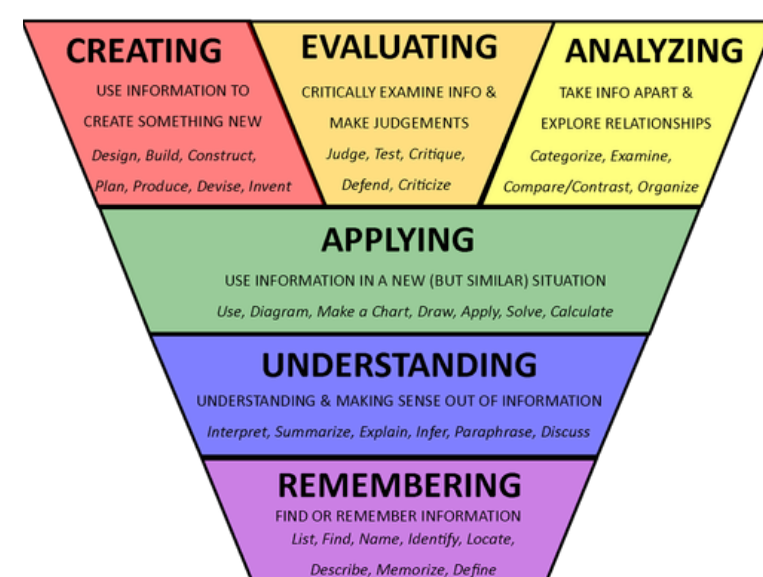 CREATING
USE INFORMATION TO
CREATE SOMETHING NEW
Design, Build, Construct,
Plan, Produce, Devise, Invent
EVALUATING
CRITICALLY EXAMINE INFO &
MAKE JUDGEMENTS
Judge, Test, Critique,
Defend, Criticize
ANALYZING
TAKE INFO APART &
EXPLORE RELATIONSHIPS
Categorize, Examine,
Compare/Contrast, Organize
APPLYING
USE INFORMATION IN A NEW (BUT SIMILAR) SITUATION
Use, Diagram, Make a Chart, Draw, Apply, Solve, Calculate
UNDERSTANDING
UNDERSTANDING & MAKING SENSE OUT OF INFORMATION
Interpret, Summarize, Explain, Infer, Paraphrase, Discuss
REMEMBERING
FIND OR REMEMBER INFORMATION
List, Find, Name, Identify, Locate,
Describe, Memorize, Define